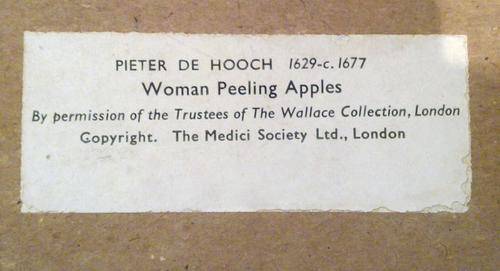 PIETER DE HOOCH 1629-c. 1677
Woman Peeling Apples
By permission of the Trustees of The Wallace Collection, London
Copyright. The Medici Society Ltd., London